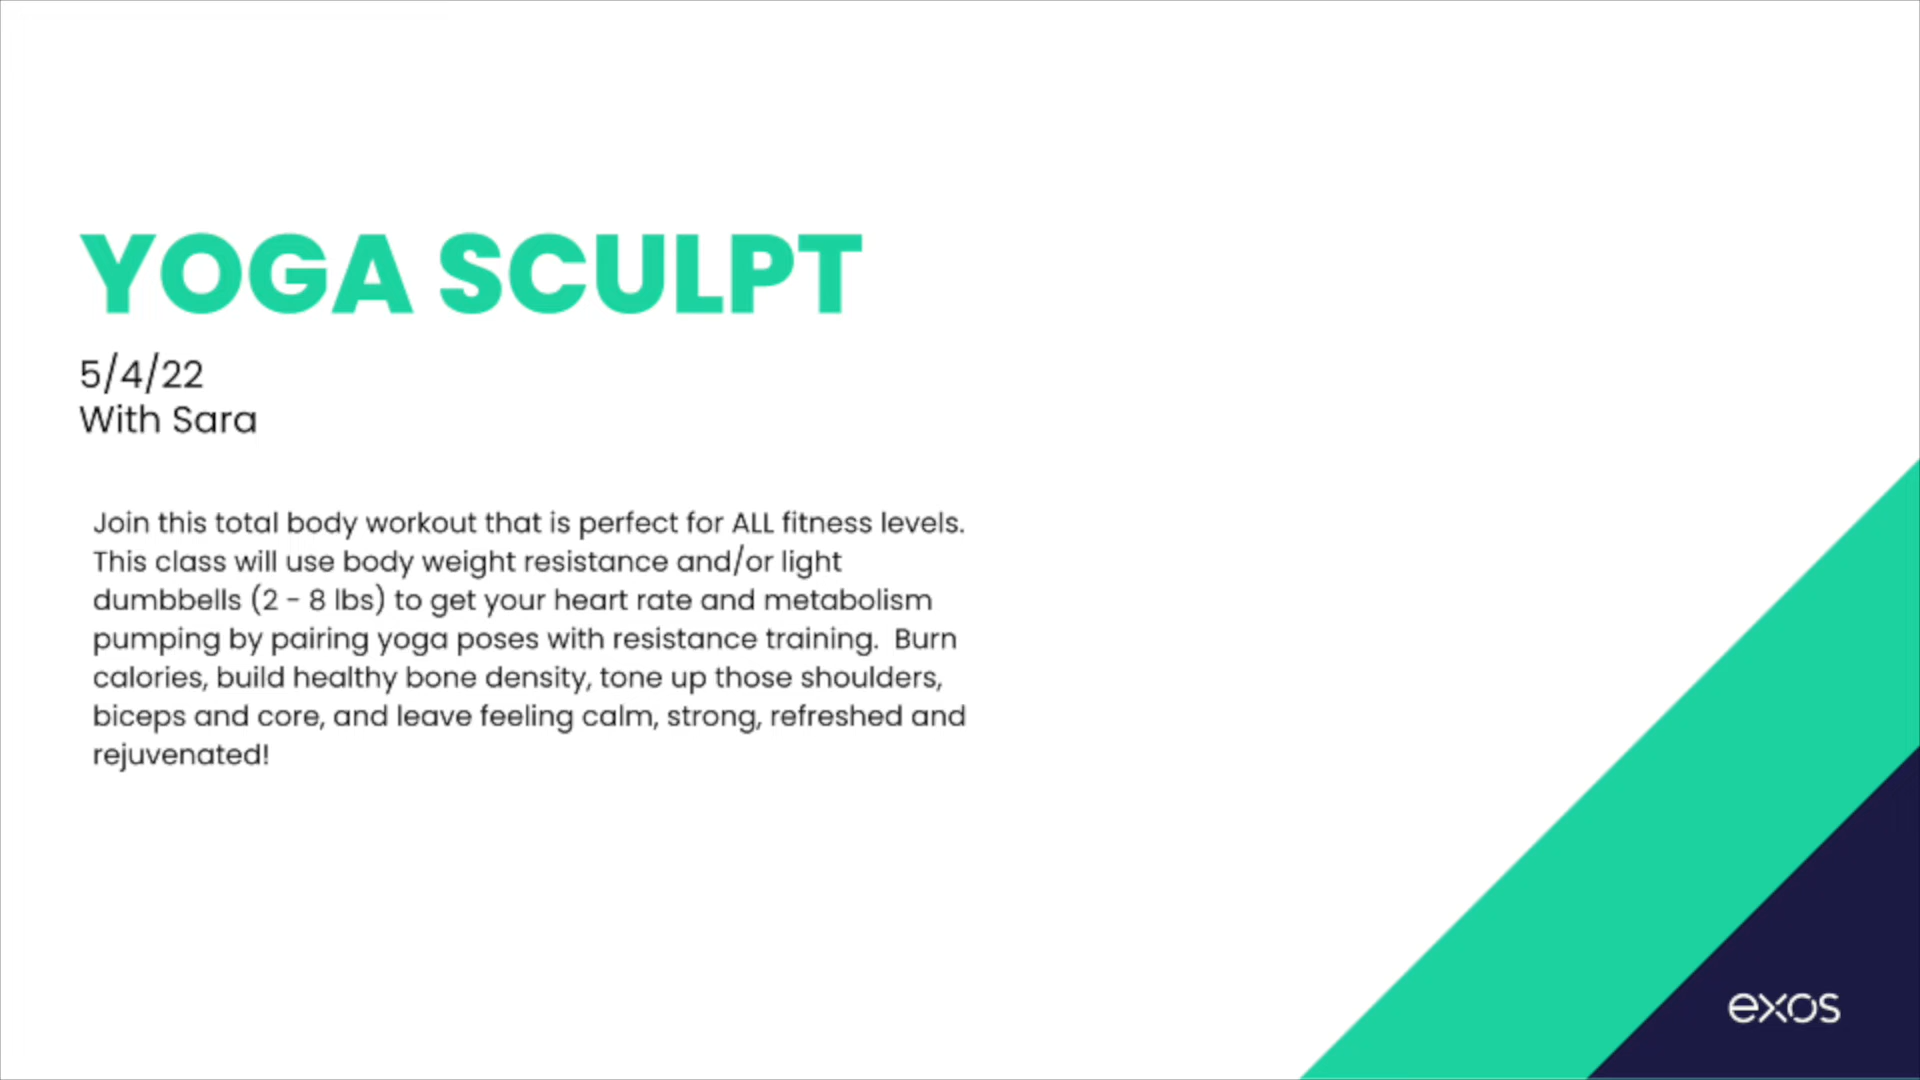 YOGA SCULPT
5/4/22
With Sara
Join this total body workout that is perfect for ALL fitness levels.
This class will use body weight resistance and/or light
dumbbells (2 - 8 lbs) to get your heart rate and metabolism
pumping by pairing yoga poses with resistance training.  Burn
calories, build healthy bone density, tone up those shoulders,
biceps and core, and leave feeling calm, strong, refreshed and
rejuvenated!
exos